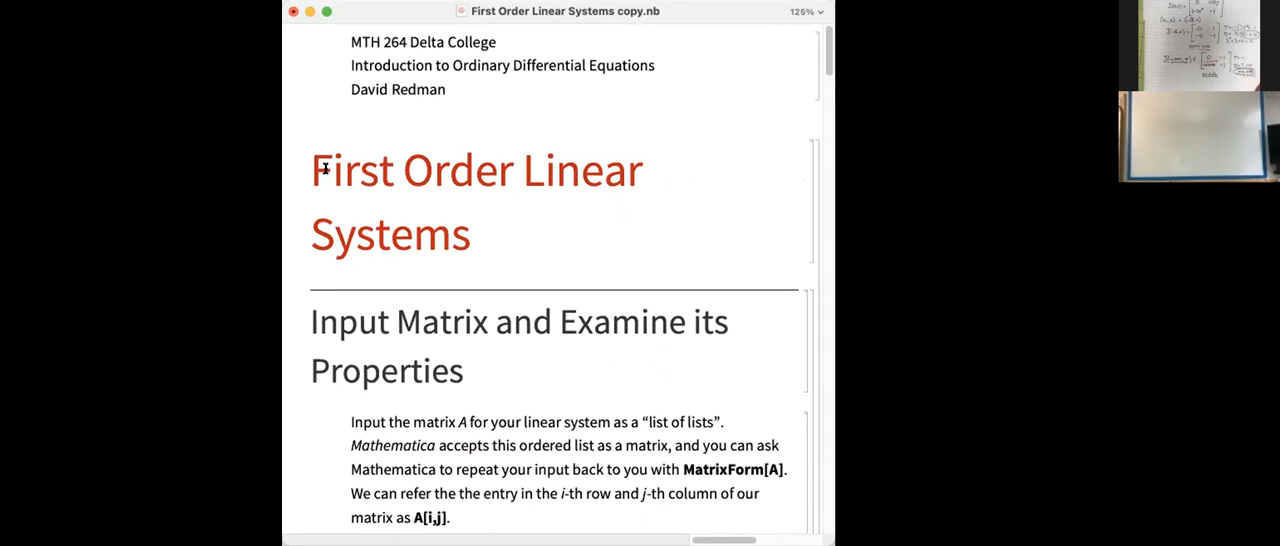 First Order Linear Systems copy.nb
125%
MTH 264 Delta College
Introduction to Ordinary Differential Equations
David Redman
First Order Linear
Systems
Input Matrix and Examine its
Properties
Input the matrix A for your linear system as a “list of lists”.
Mathematica accepts this ordered list as a matrix, and you can ask
Mathematica to repeat your input back to you with MatrixForm[A].
We can refer the the entry in the i-th row and j-th column of our
matrix as A[i,j].